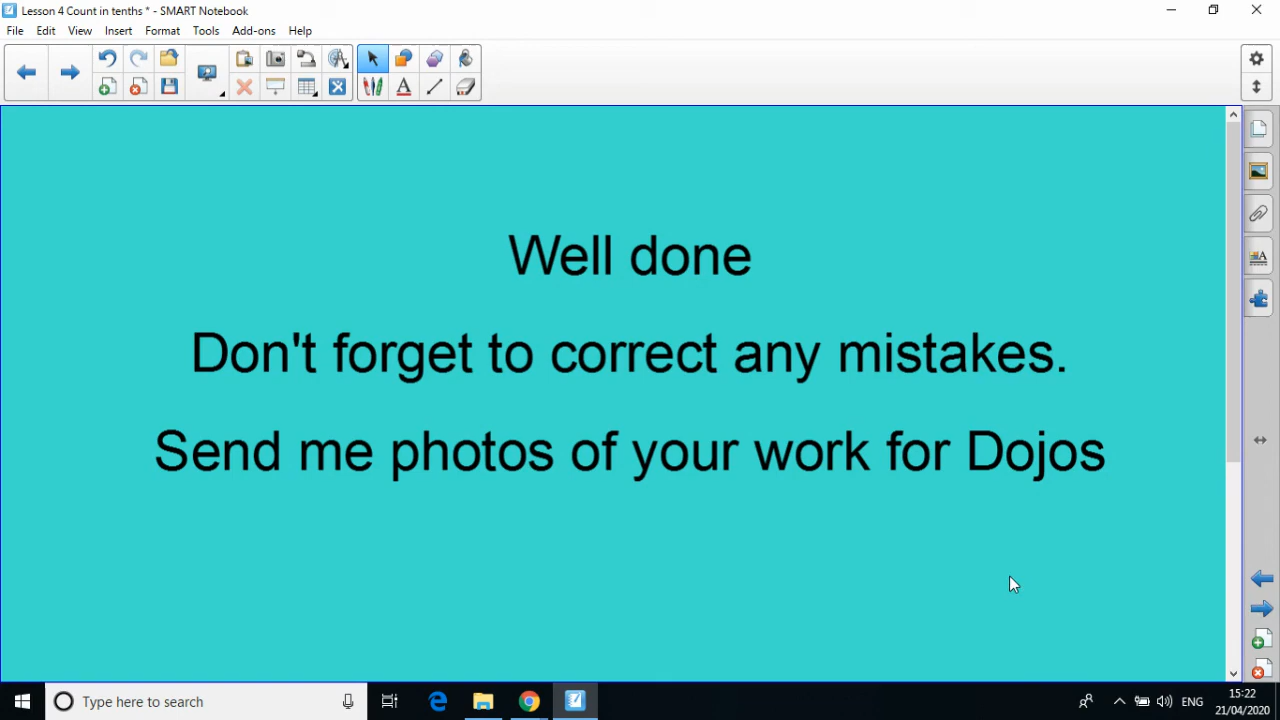 Lesson 4 Count in tenths * - SMART Notebook
File Edit View Insert Format Tools Add-ons Help
Well done
Don't forget to correct any mistakes.
Send me photos of your work for Dojos
Type here to search
ENG
15:22
21/04/2020